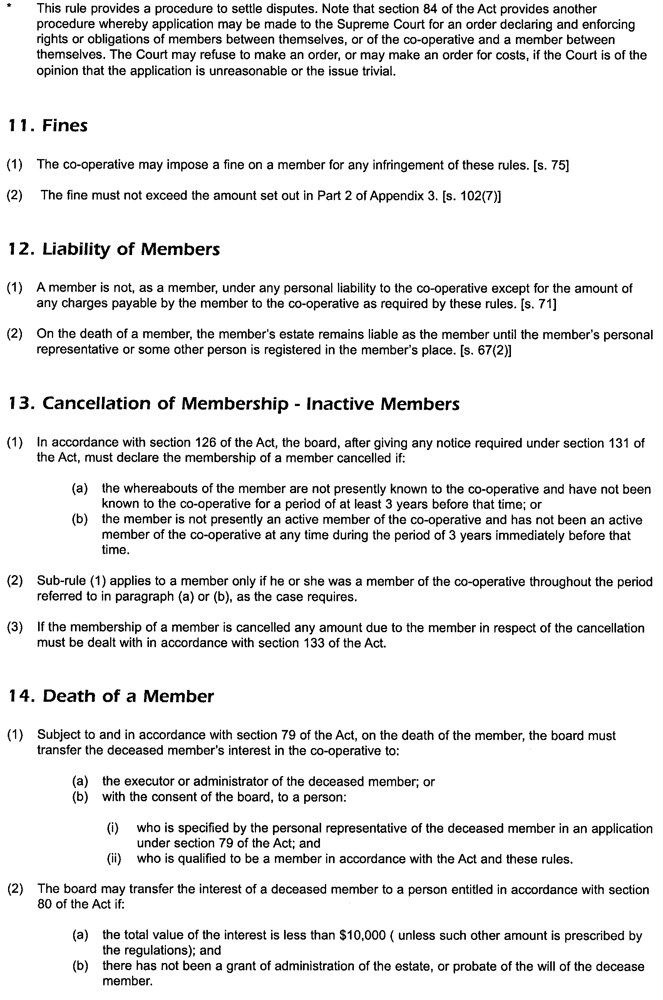 * This rule provides a procedure to settle disputes. Note that section 84 of the Act provides another
procedure whereby application may be made to the Supreme Court for an order declaring and enforcing
rights or obligations of members between themselves, or of the co-operative and a member between
themselves. The Court may refuse to make an order, or may make an order for costs, if the Court is of the
opinion that the application is unreasonable or the issue trivial.
11. Fines
(1) The co-operative may impose a fine on a member for any infringement of these rules. [s. 75]
(2) The fine must not exceed the amount set out in Part 2 of Appendix 3. [s. 102(7)]
12. Liability of Members
(1) A member is not, as a member, under any personal liability to the co-operative except for the amount of
any charges payable by the member to the co-operative as required by these rules. [s. 71]
(2) On the death of a member, the member's estate remains liable as the member until the member's personal
representative or some other person is registered in the member's place. [s. 67(2)]
13. Cancellation of Membership - Inactive Members
(1) In accordance with section 126 of the Act, the board, after giving any notice required under section 131 of
the Act, must declare the membership of a member cancelled if:
(a) the whereabouts of the member are not presently known to the co-operative and have not been
known to the co-operative for a period of at least 3 years before that time; or
(b) the member is not presently an active member of the co-operative and has not been an active
member of the co-operative at any time during the period of 3 years immediately before that
time.
(2) Sub-rule (1) applies to a member only if he or she was a member of the co-operative throughout the period
referred to in paragraph (a) or (b), as the case requires.
(3) If the membership of a member is cancelled any amount due to the member in respect of the cancellation
must be dealt with in accordance with section 133 of the Act.
14. Death of a Member
(1) Subject to and in accordance with section 79 of the Act, on the death of the member, the board must
transfer the deceased member's interest in the co-operative to:
(a) the executor or administrator of the deceased member; or
(b) with the consent of the board, to a person:
(i) who is specified by the personal representative of the deceased member in an application
under section 79 of the Act; and
(ii) who is qualified to be a member in accordance with the Act and these rules.
(2) The board may transfer the interest of a deceased member to a person entitled in accordance with section
80 of the Act if:
(a) the total value of the interest is less than $10,000 ( unless such other amount is prescribed by
the regulations); and
(b) there has not been a grant of administration of the estate, or probate of the will of the decease
member.